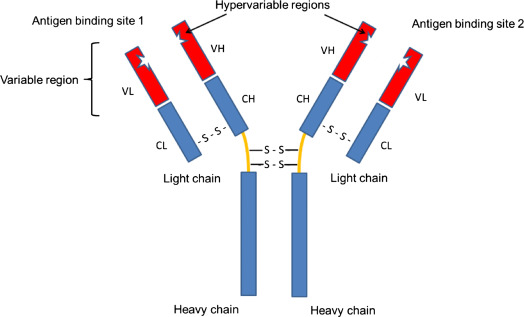 Hypervariable regions
Antigen binding site 1
Antigen binding site 2
Variable region
VH
VH
VL
VL
CH
CH
-S-S-
-S-S-
CL
CL
-S-S-
-S-S-
Light chain
Light chain
Heavy chain
Heavy chain